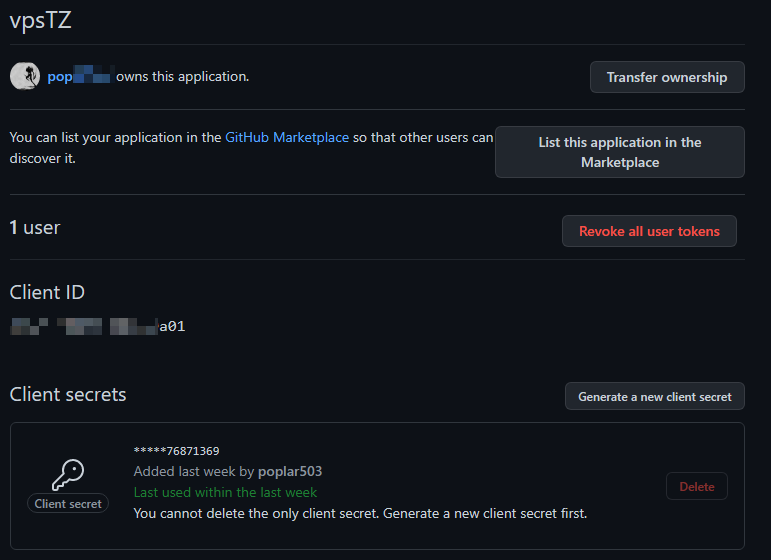 vpsTZ
pop owns this application.
Transfer ownership
You can list your application in the GitHub Marketplace so that other users can
discover it.
List this application in the
Marketplace
1 user
Revoke all user tokens
Client ID
a01
Client secrets
Generate a new client secret
*****76871369
Added last week by poplar503
Last used within the last week
You cannot delete the only client secret. Generate a new client secret first.
Client secret
Delete